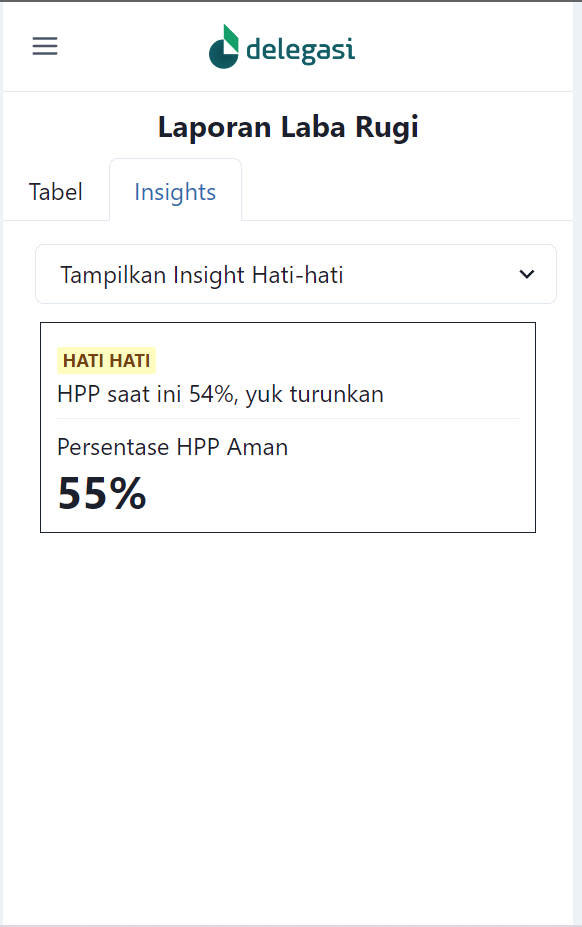 delegasi
Laporan Laba Rugi
Tabel
Insights
Tampilkan Insight Hati-hati
HATI HATI
HPP saat ini 54%, yuk turunkan
Persentase HPP Aman
55%